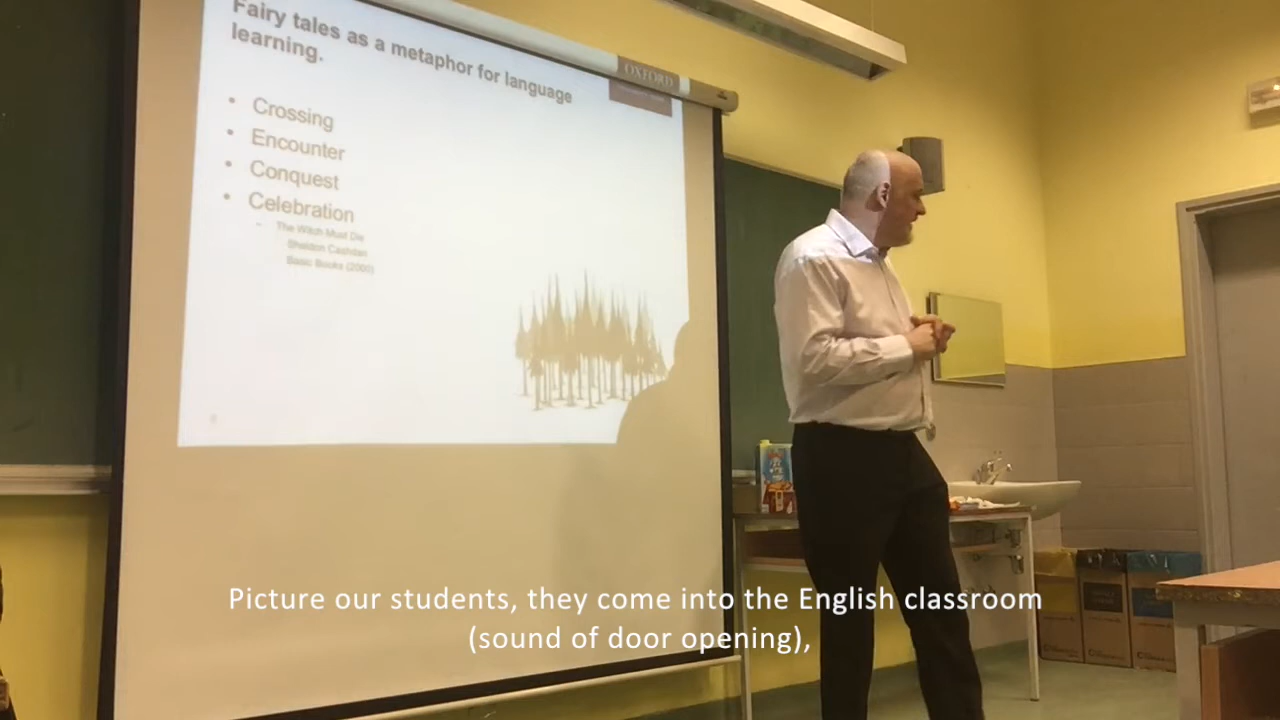 Fairy tales as a metaphor for language
learning.
OXFORD
• Crossing
• Encounter
• Conquest
• Celebration
- The Witch Must Die
Sheldon Cashdan
Basic Books (2000)
Picture our students, they come into the English classroom
(sound of door opening),